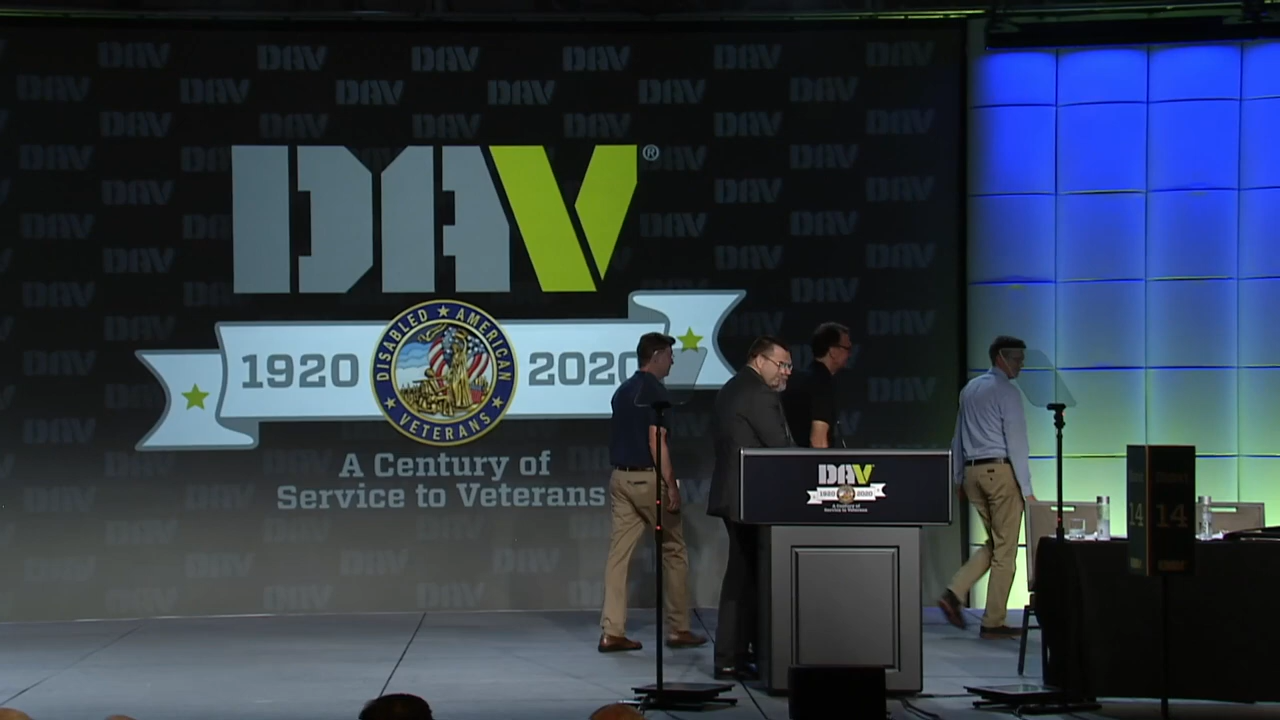 DAV®
1920
DISABLED AMERICAN VETERANS
2020
A Century of
Service to Veterans
DAV
1920 2020
A Century of
Service to Veterans
14 14